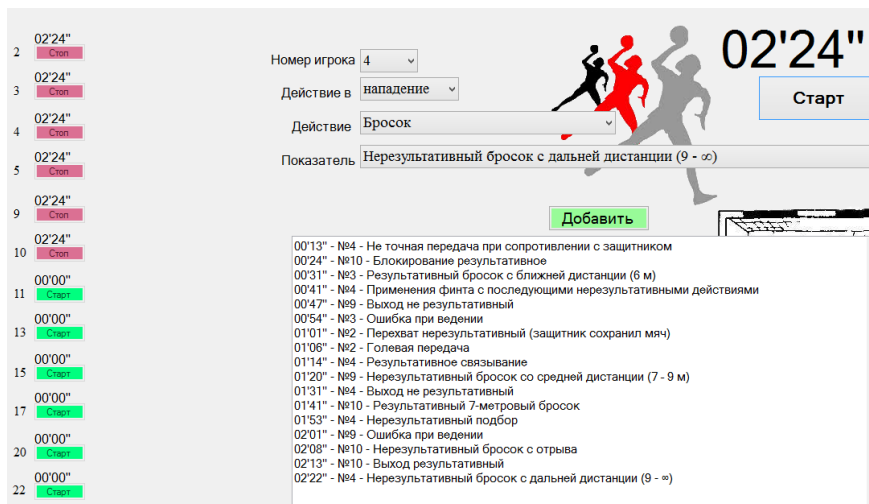 02'24"
2 Стоп
02'24"
3 Стоп
02'24"
4 Стоп
02'24"
5 Стоп
02'24"
9 Стоп
02'24"
10 Стоп
00'00"
11 Старт
00'00"
13 Старт
00'00"
15 Старт
00'00"
17 Старт
00'00"
20 Старт
00'00"
22 Старт
Номер игрока 4
Действие в нападение
Действие Бросок
Показатель Нерезультативный бросок с дальней дистанции (9 - ∞)
02'24"
Старт
Добавить
00'13" - №4 - Не точная передача при сопротивлении с защитником
00'24" - №10 - Блокирование результативное
00'31" - №3 - Результативный бросок с ближней дистанции (6 м)
00'41" - №4 - Применения финта с последующими нерезультативными действиями
00'47" - №9 - Выход не результативный
00'54" - №3 - Ошибка при ведении
01'01" - №2 - Перехват нерезультативный (защитник сохранил мяч)
01'06" - №2 - Голевая передача
01'14" - №4 - Результативное связывание
01'20" - №9 - Нерезультативный бросок со средней дистанции (7 - 9 м)
01'31" - №4 - Выход не результативный
01'41" - №10 - Результативный 7-метровый бросок
01'53" - №4 - Нерезультативный подбор
02'01" - №9 - Ошибка при ведении
02'08" - №10 - Нерезультативный бросок с отрыва
02'13" - №10 - Выход результативный
02'22" - №4 - Нерезультативный бросок с дальней дистанции (9 - ∞)